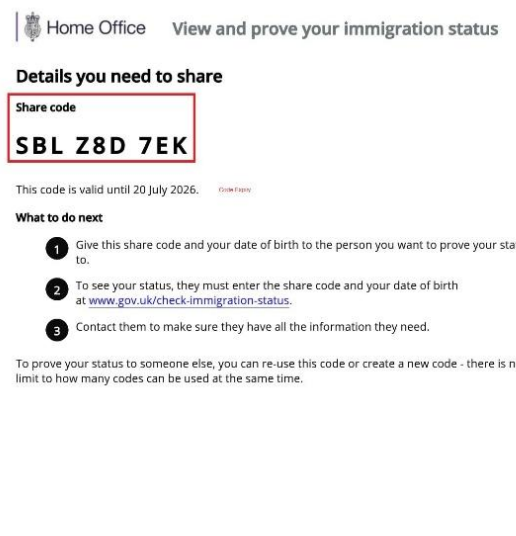 Home Office View and prove your immigration status
Details you need to share
Share code
SBL Z8D 7EK
This code is valid until 20 July 2026. Code Expiry
What to do next
1 Give this share code and your date of birth to the person you want to prove your sta
to.
2 To see your status, they must enter the share code and your date of birth
at www.gov.uk/check-immigration-status.
3 Contact them to make sure they have all the information they need.
To prove your status to someone else, you can re-use this code or create a new code - there is n
limit to how many codes can be used at the same time.